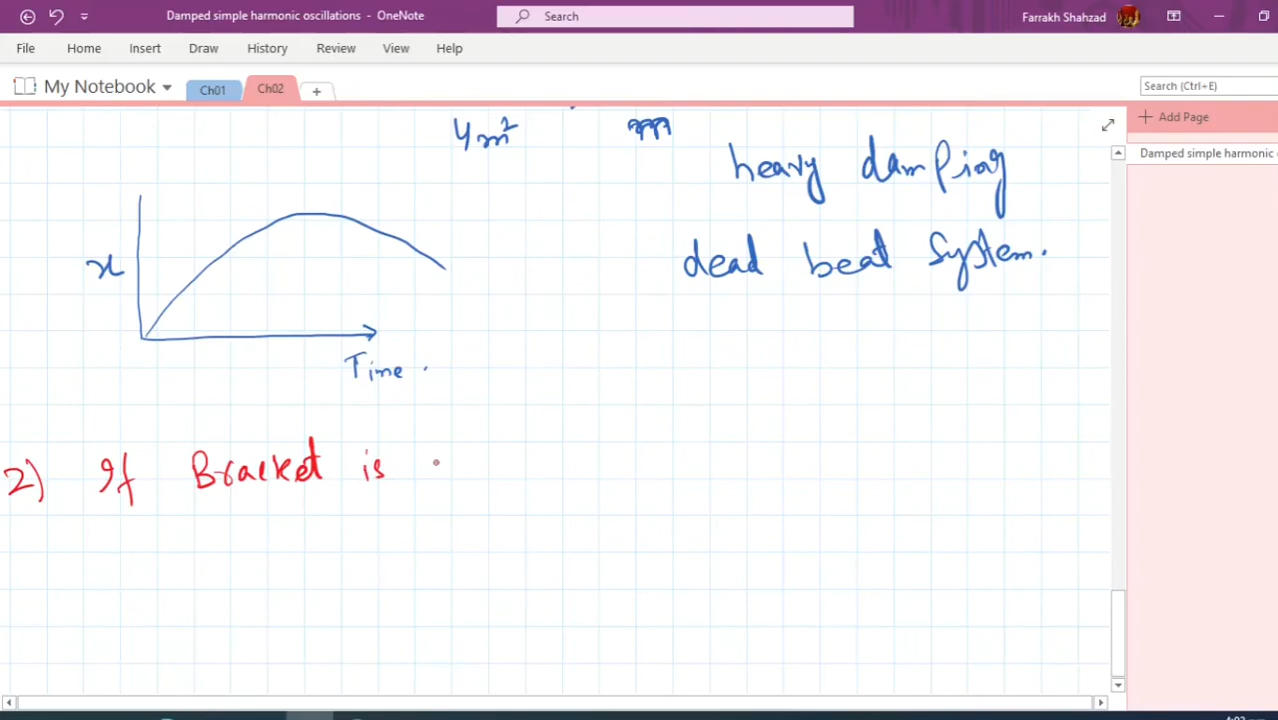 Damped simple harmonic oscillations - OneNote
Search
Farrakh Shahzad
File Home Insert Draw History Review View Help
My Notebook
Ch01
Ch02
Search (Ctrl+E)
Add Page
Damped simple harmonic
4m²
heavy damping
dead beat system.
x
Time.
2) If Bracket is